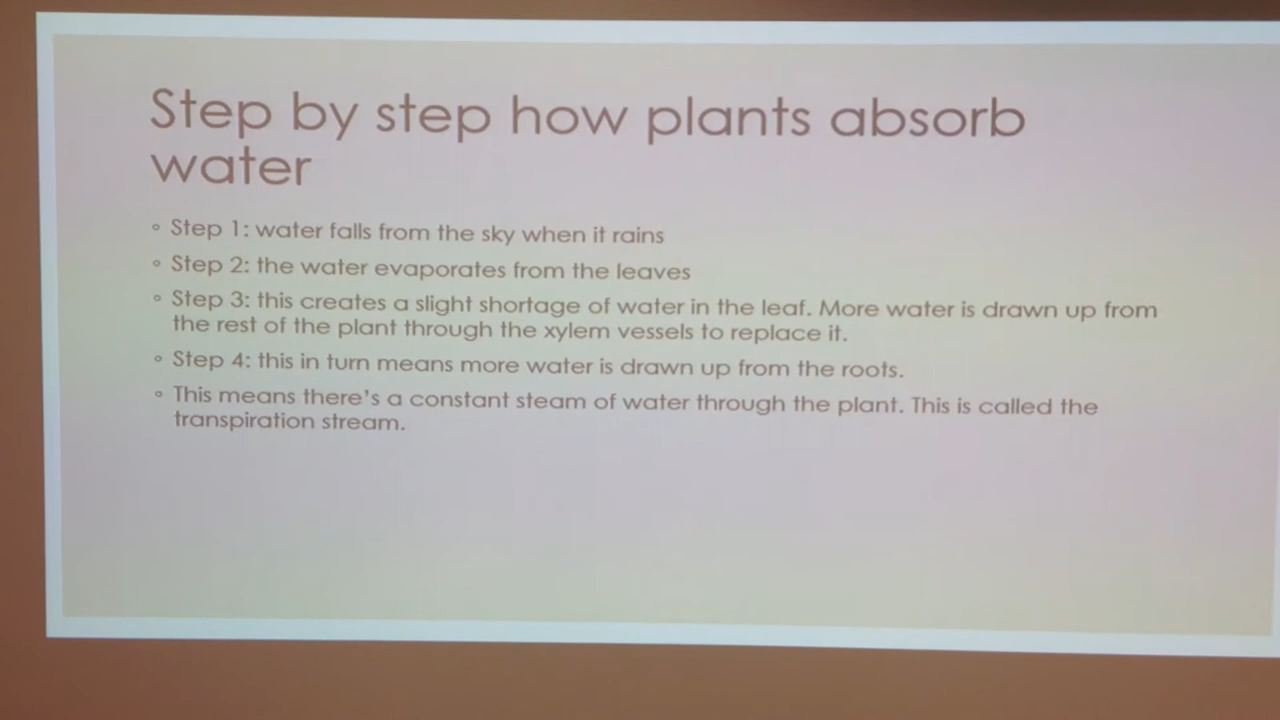 Step by step how plants absorb
water
◦ Step 1: water falls from the sky when it rains
◦ Step 2: the water evaporates from the leaves
◦ Step 3: this creates a slight shortage of water in the leaf. More water is drawn up from
the rest of the plant through the xylem vessels to replace it.
◦ Step 4: this in turn means more water is drawn up from the roots.
◦ This means there's a constant steam of water through the plant. This is called the
transpiration stream.